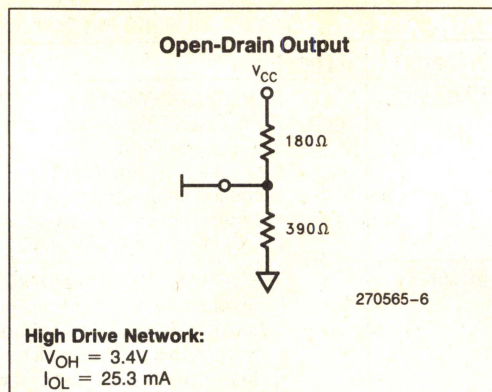 Open-Drain Output
VCC
180Ω
390Ω
270565-6
High Drive Network:
VOH = 3.4V
IOL = 25.3 mA